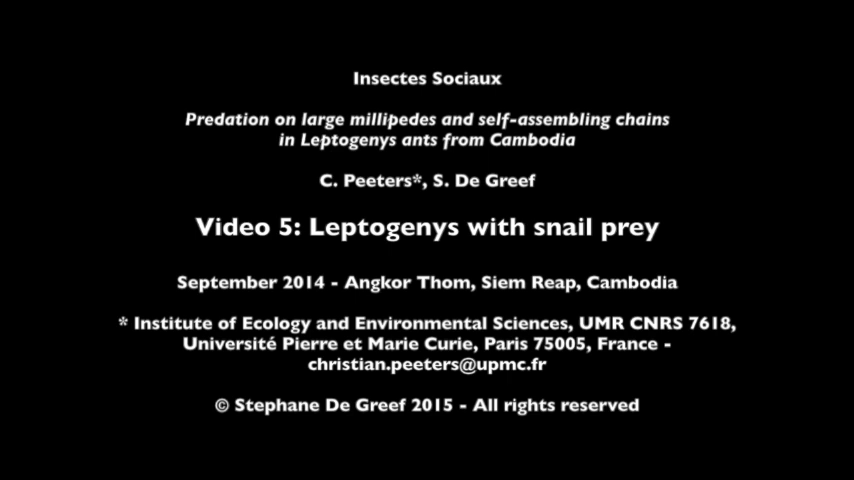 Insectes Sociaux
Predation on large millipedes and self-assembling chains
in Leptogenys ants from Cambodia
C. Peeters*, S. De Greef
Video 5: Leptogenys with snail prey
September 2014 - Angkor Thom, Siem Reap, Cambodia
* Institute of Ecology and Environmental Sciences, UMR CNRS 7618,
Université Pierre et Marie Curie, Paris 75005, France -
christian.peeters@upmc.fr
© Stephane De Greef 2015 - All rights reserved